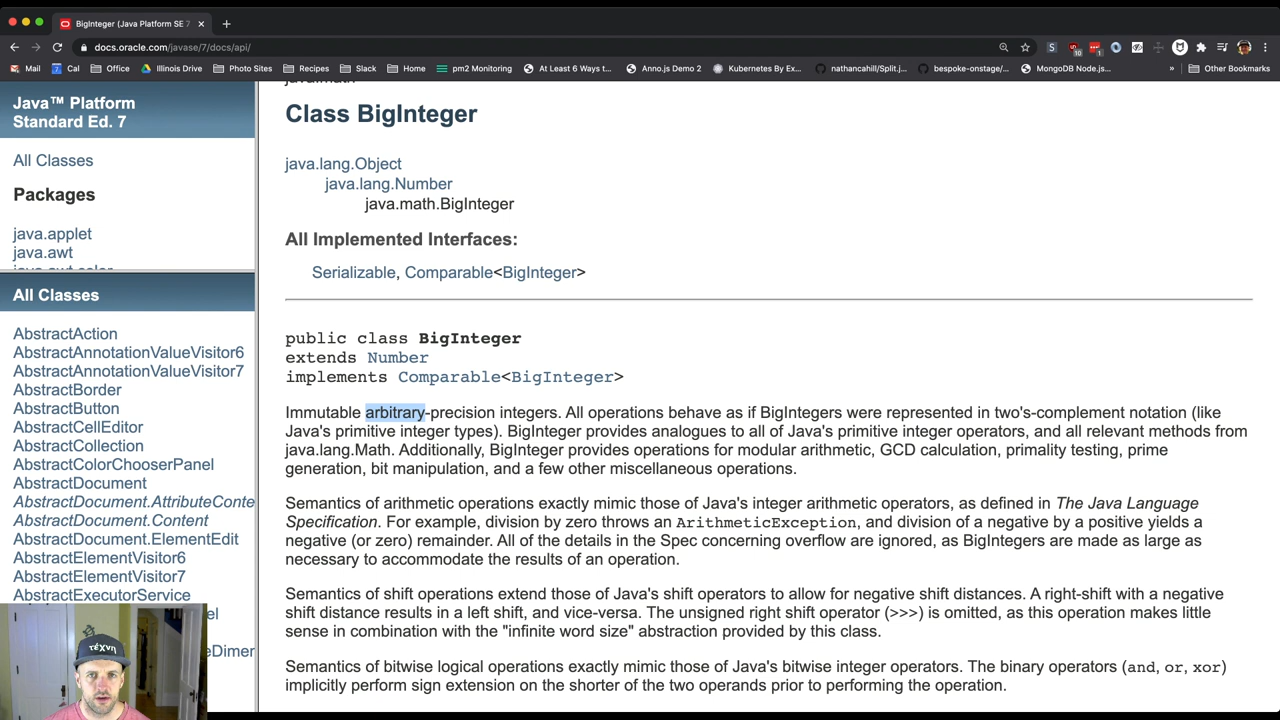 BigInteger (Java Platform SE 7
docs.oracle.com/javase/7/docs/api/
Mail Cal Office Illinois Drive Photo Sites Recipes Slack Home pm2 Monitoring At Least 6 Ways t... Anno.js Demo 2 Kubernetes By Ex... nathancahill/Split.j... bespoke-onstage/... MongoDB Node.js... » Other Bookmarks
Java™ Platform
Standard Ed. 7
All Classes
Packages
java.applet
java.awt
java.awt.color
All Classes
AbstractAction
AbstractAnnotationValueVisitor6
AbstractAnnotationValueVisitor7
AbstractBorder
AbstractButton
AbstractCellEditor
AbstractCollection
AbstractColorChooserPanel
AbstractDocument
AbstractDocument.AttributeConte
AbstractDocument.Content
AbstractDocument.ElementEdit
AbstractElementVisitor6
AbstractElementVisitor7
AbstractExecutorService
τέχνη
java.math
Class BigInteger
java.lang.Object
java.lang.Number
java.math.BigInteger
All Implemented Interfaces:
Serializable, Comparable<BigInteger>
public class BigInteger
extends Number
implements Comparable<BigInteger>
Immutable arbitrary-precision integers. All operations behave as if BigIntegers were represented in two's-complement notation (like
Java's primitive integer types). BigInteger provides analogues to all of Java's primitive integer operators, and all relevant methods from
java.lang.Math. Additionally, BigInteger provides operations for modular arithmetic, GCD calculation, primality testing, prime
generation, bit manipulation, and a few other miscellaneous operations.
Semantics of arithmetic operations exactly mimic those of Java's integer arithmetic operators, as defined in The Java Language
Specification. For example, division by zero throws an ArithmeticException, and division of a negative by a positive yields a
negative (or zero) remainder. All of the details in the Spec concerning overflow are ignored, as BigIntegers are made as large as
necessary to accommodate the results of an operation.
Semantics of shift operations extend those of Java's shift operators to allow for negative shift distances. A right-shift with a negative
shift distance results in a left shift, and vice-versa. The unsigned right shift operator (>>>) is omitted, as this operation makes little
sense in combination with the "infinite word size" abstraction provided by this class.
Semantics of bitwise logical operations exactly mimic those of Java's bitwise integer operators. The binary operators (and, or, xor)
implicitly perform sign extension on the shorter of the two operands prior to performing the operation.